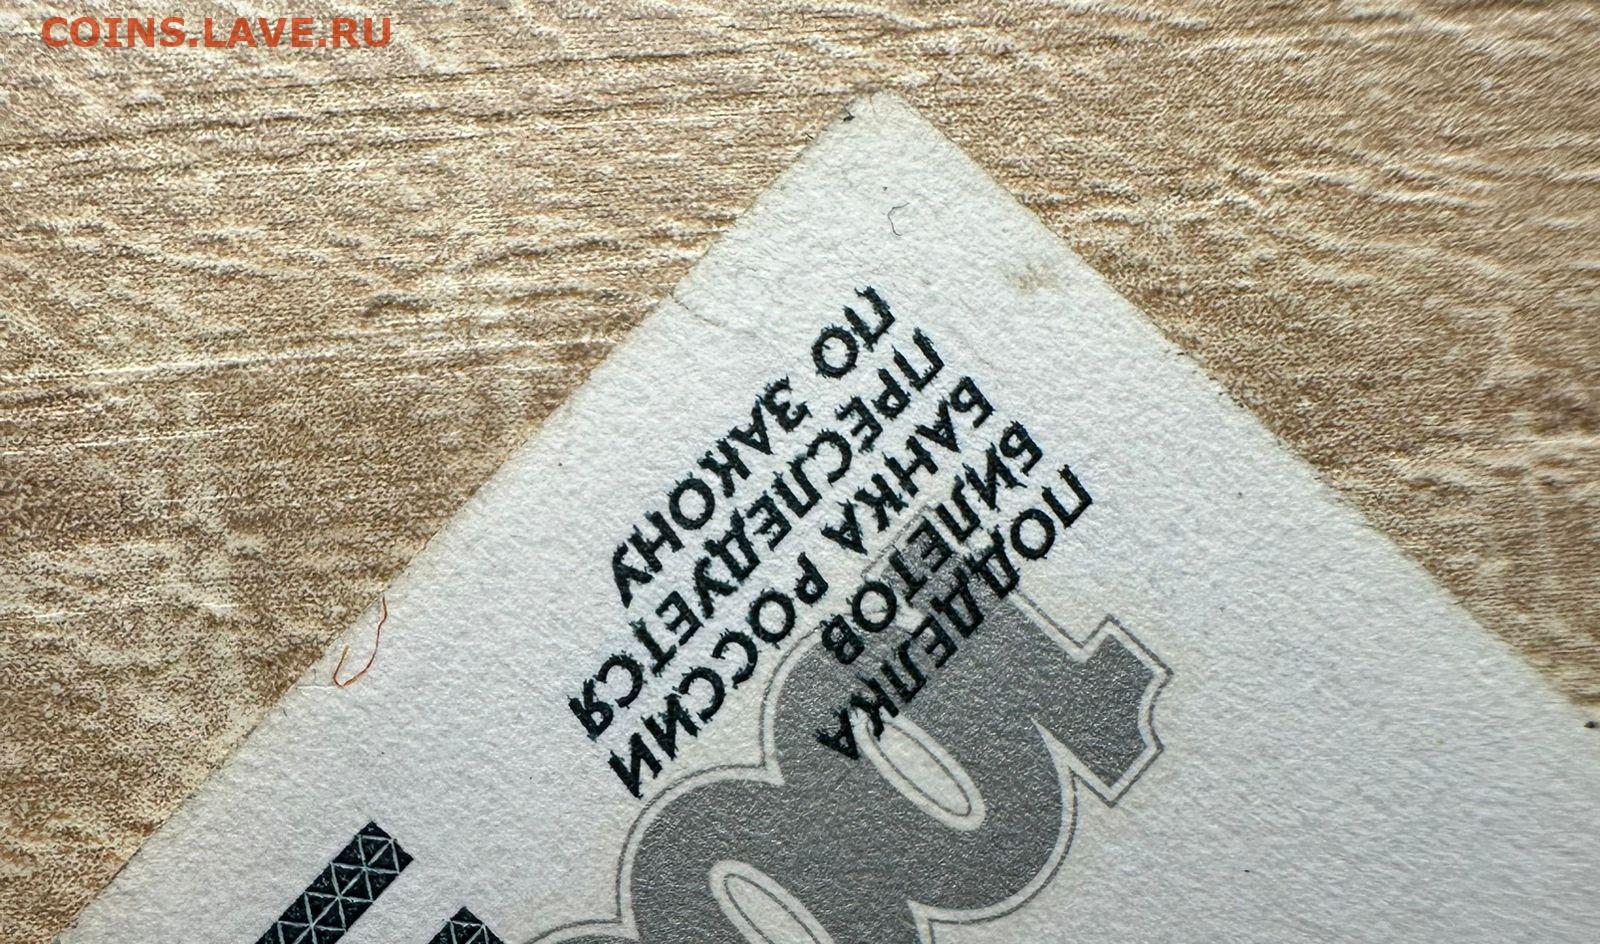 COINS.LAVE.RU
ПОДДЕЛКА
БИЛЕТОВ
БАНКА РОССИИ
ПРЕСЛЕДУЕТСЯ
ПО ЗАКОНУ